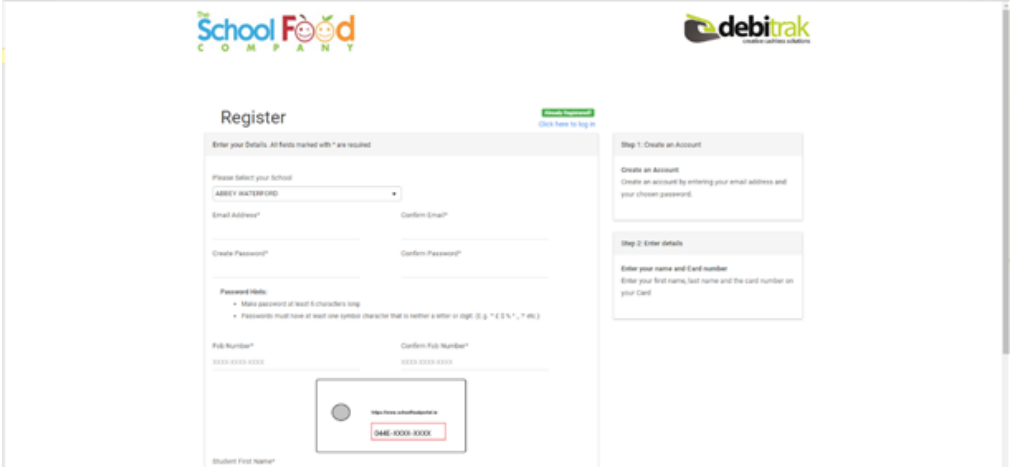 The
School Food
COMPANY
debitrak
creative cashless solutions
Register
Already Registered?
Click here to log in
Enter your Details. All fields marked with * are required
Please Select your School
ABBEY WATERFORD
Email Address*
Confirm Email*
Create Password*
Confirm Password*
Password Hints:
• Make password at least 6 characters long
• Passwords must have at least one symbol character that is neither a letter or digit. (E.g. * £ $ % ^ , " etc.)
Fob Number*
Confirm Fob Number*
XXXX-XXXX-XXXX
XXXX-XXXX-XXXX
https://www.schoolfoodportal.ie
044E-XXXX-XXXX
Student First Name*
Step 1: Create an Account
Create an Account
Create an account by entering your email address and
your chosen password.
Step 2: Enter details
Enter your name and Card number
Enter your first name, last name and the card number on
your Card